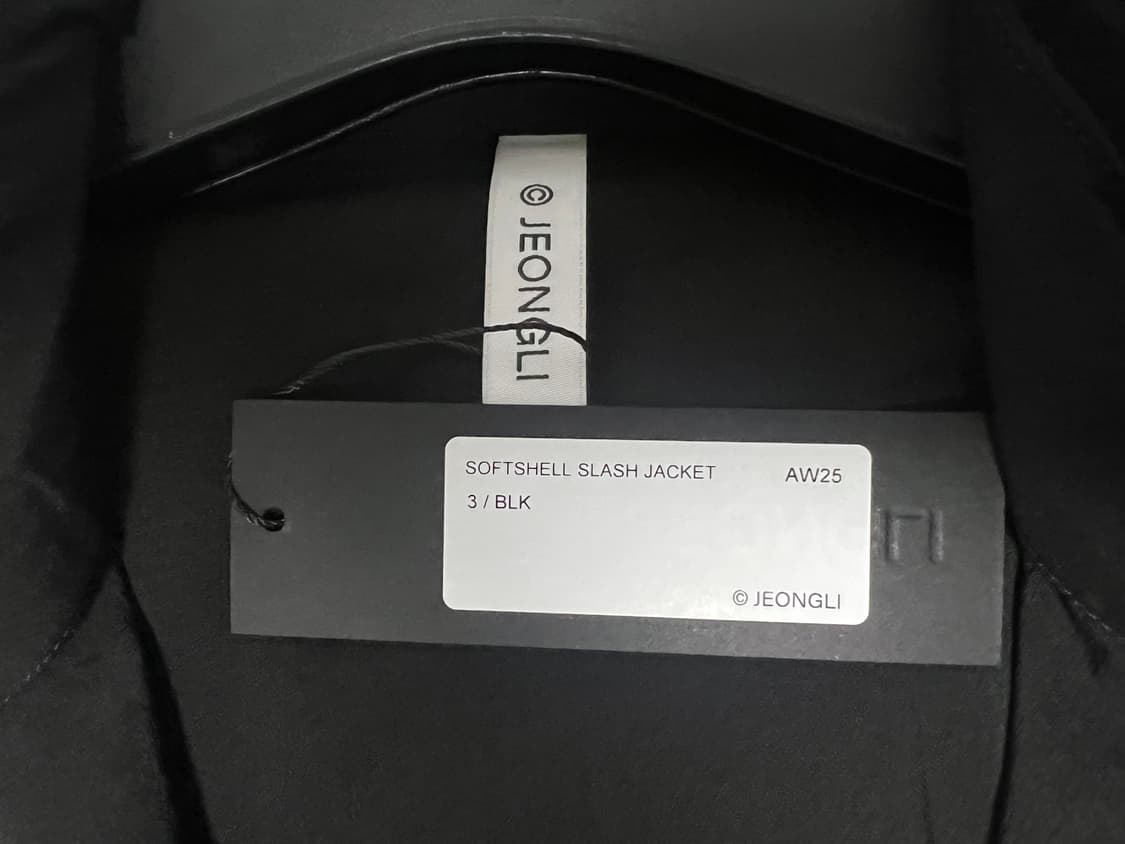 © JEONGLI
SOFTSHELL SLASH JACKET AW25
3 / BLK
© JEONGLI